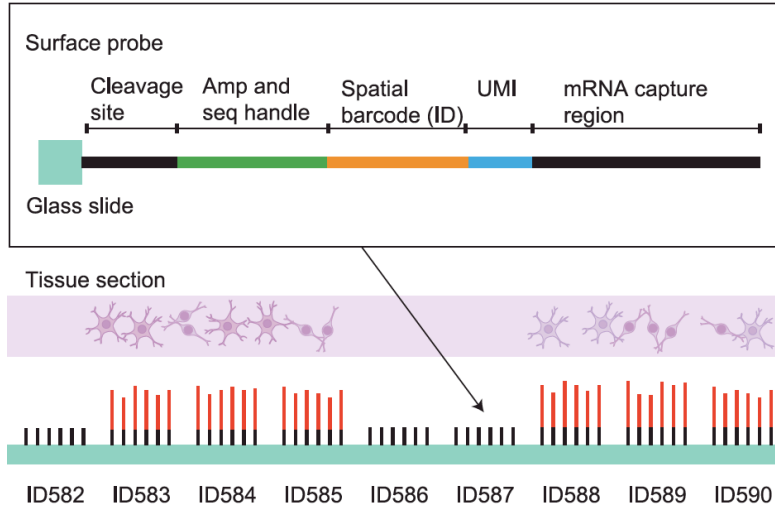 Surface probe
Cleavage site
Amp and seq handle
Spatial barcode (ID)
UMI
mRNA capture region
Glass slide
Tissue section
ID582 ID583 ID584 ID585 ID586 ID587 ID588 ID589 ID590